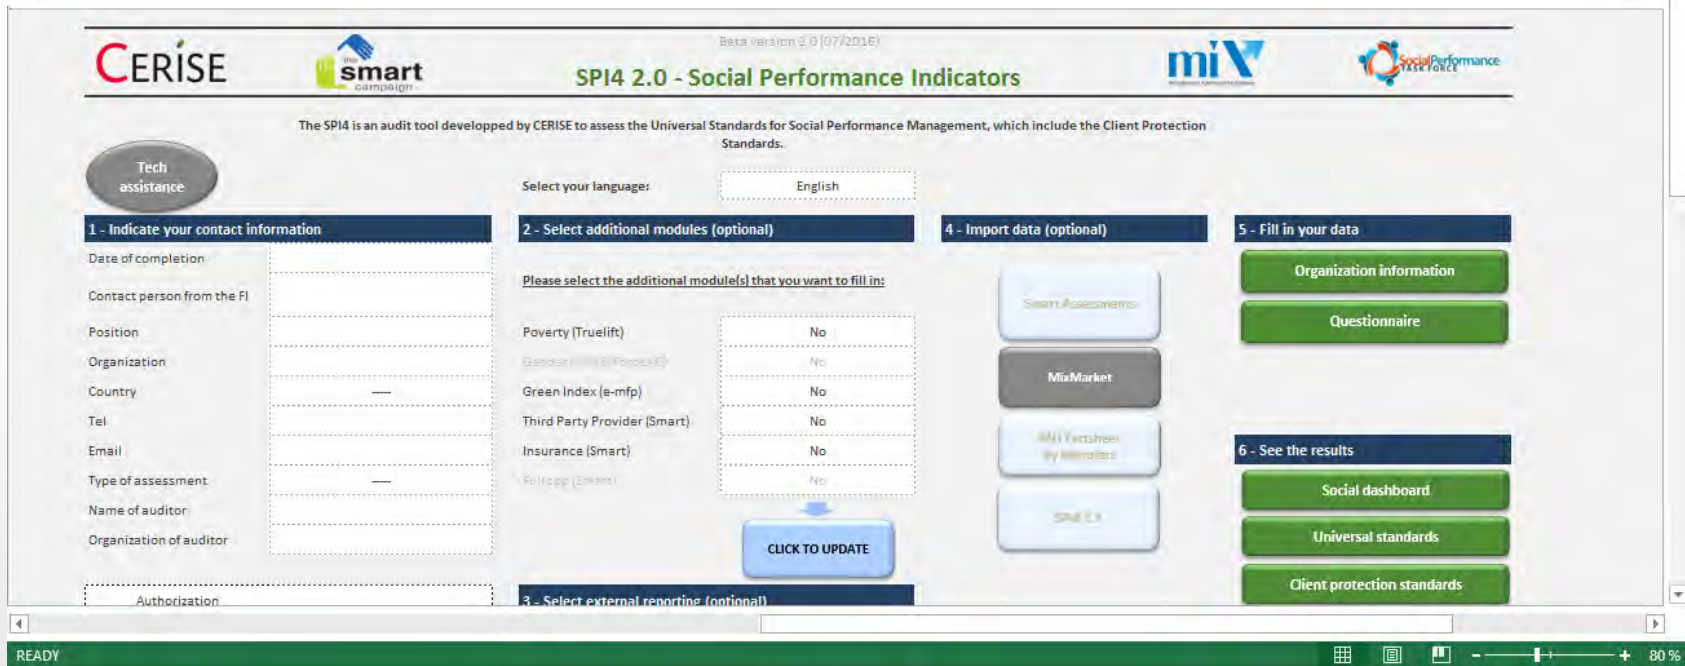 CERISE
the
smart
campaign
Beta version 2.0 (07/2016)
SPI4 2.0 - Social Performance Indicators
mix
SocialPerformance
TASK FORCE
The SPI4 is an audit tool developped by CERISE to assess the Universal Standards for Social Performance Management, which include the Client Protection
Standards.
Tech
assistance
Select your language:
English
1 - Indicate your contact information
Date of completion
Contact person from the FI
Position
Organization
Country
-----
Tel
Email
Type of assessment
-----
Name of auditor
Organization of auditor
Authorization
2 - Select additional modules (optional)
Please select the additional module(s) that you want to fill in:
Poverty (Truelift)
No
No
Green Index (e-mfp)
No
Third Party Provider (Smart)
No
Insurance (Smart)
No
No
CLICK TO UPDATE
3 - Select external reporting (optional)
4 - Import data (optional)
Smart Assessments
MixMarket
MFI Factsheet
SPI4 1.X
5 - Fill in your data
Organization information
Questionnaire
6 - See the results
Social dashboard
Universal standards
Client protection standards
READY
80 %